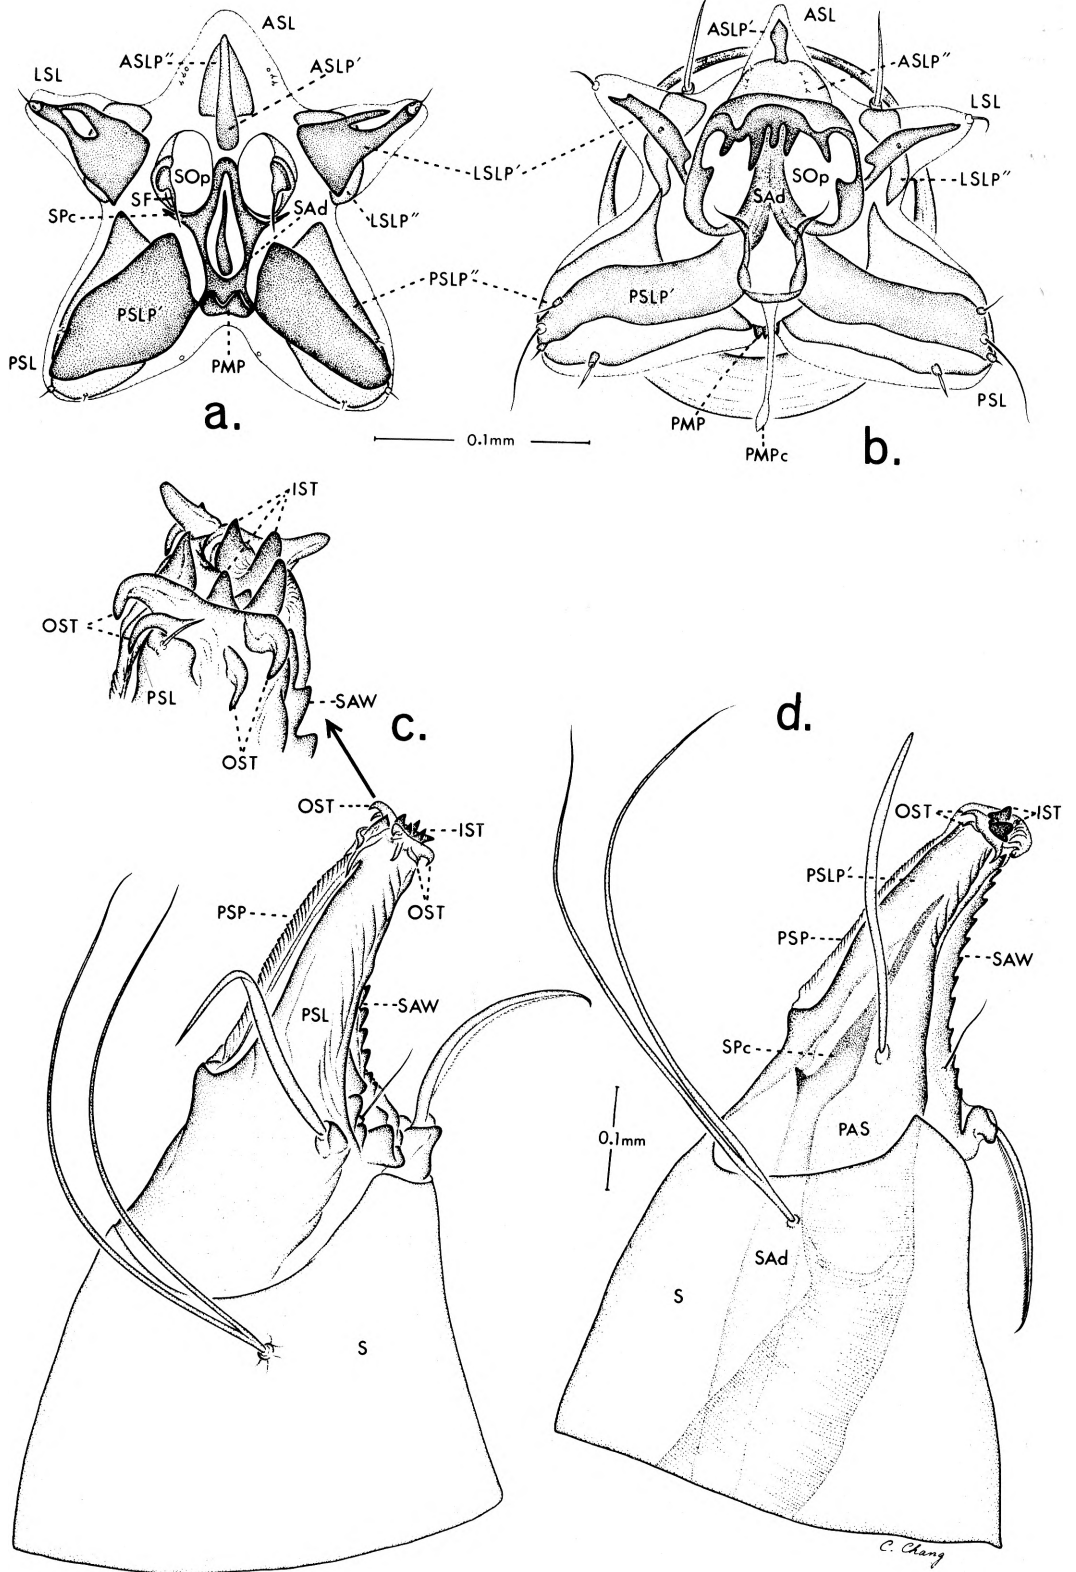 ASL
ASLP″
ASLP′
LSL
SOp
SF
SPc
SAd
LSLP′
LSLP″
PSLP″
PSLP′
PSL
PMP
a.
ASL
ASLP′
ASLP″
LSL
SOp
SAd
LSLP″
PSLP′
PSL
PMP
PMPc
b.
0.1mm
IST
OST
PSL
SAW
OST
c.
OST
IST
OST
PSP
PSL
SAW
S
d.
OST
IST
PSLP′
PSP
SAW
SPc
PAS
0.1mm
SAd
S
C. Chang